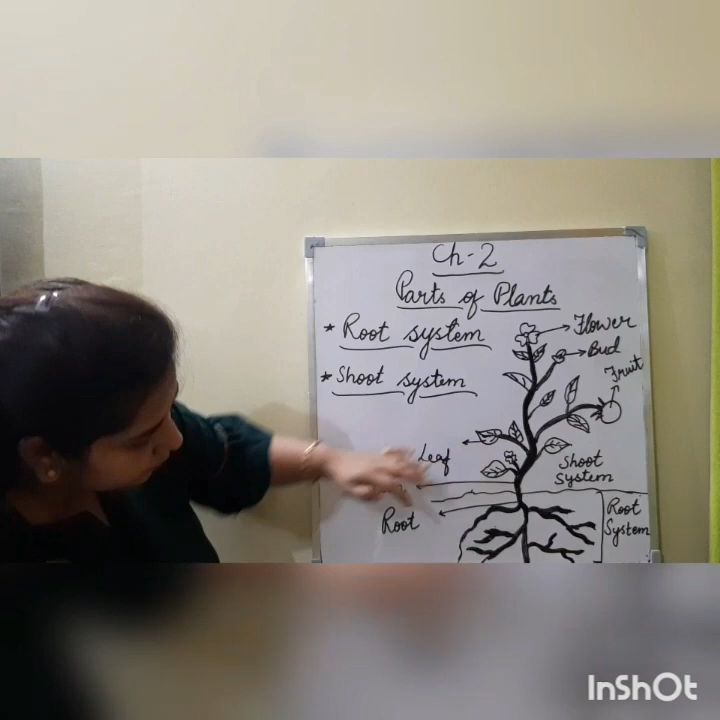 Ch-2
Parts of Plants
* Root system
* Shoot system
Flower
Bud
Fruit
Leaf
Shoot
System
Root
Root
System
InShOt